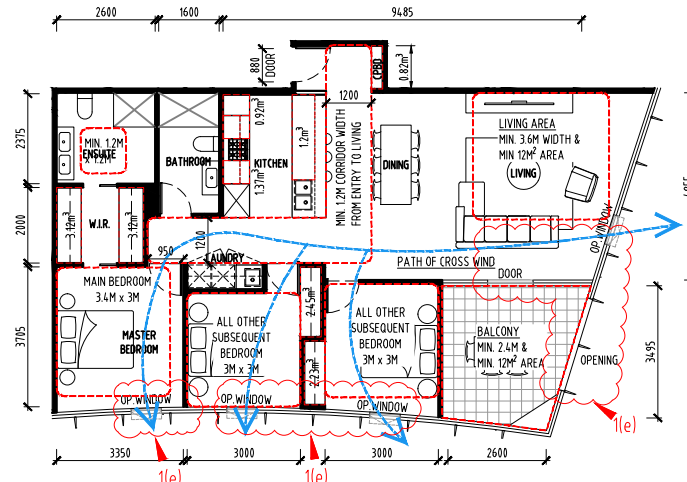 2600
1600
9485
880
DOOR
CPBD
0.82m³
1200
2375
MIN. 1.2M
x 1.2M
ENSUITE
BATHROOM
0.92m³
KITCHEN
1.2m³
1.37m³
MIN. 1.2M CORRIDOR WIDTH
FROM ENTRY TO LIVING
DINING
LIVING AREA
MIN. 3.6M WIDTH &
MIN 12M² AREA
LIVING
2000
3.12m³
W.I.R.
3.12m³
950
1200
LAUNDRY
OP. WINDOW
PATH OF CROSS WIND
DOOR
3705
MAIN BEDROOM
3.4M x 3M
MASTER
BEDROOM
ALL OTHER
SUBSEQUENT
BEDROOM
3M x 3M
2.45m³
2.23m³
ALL OTHER
SUBSEQUENT
BEDROOM
3M x 3M
BALCONY
MIN. 2.4M &
MIN. 12M² AREA
OPENING
3495
OP.WINDOW
OP.WINDOW
OP.WINDOW
1(e)
3350
3000
3000
2600
1(e)
1(e)